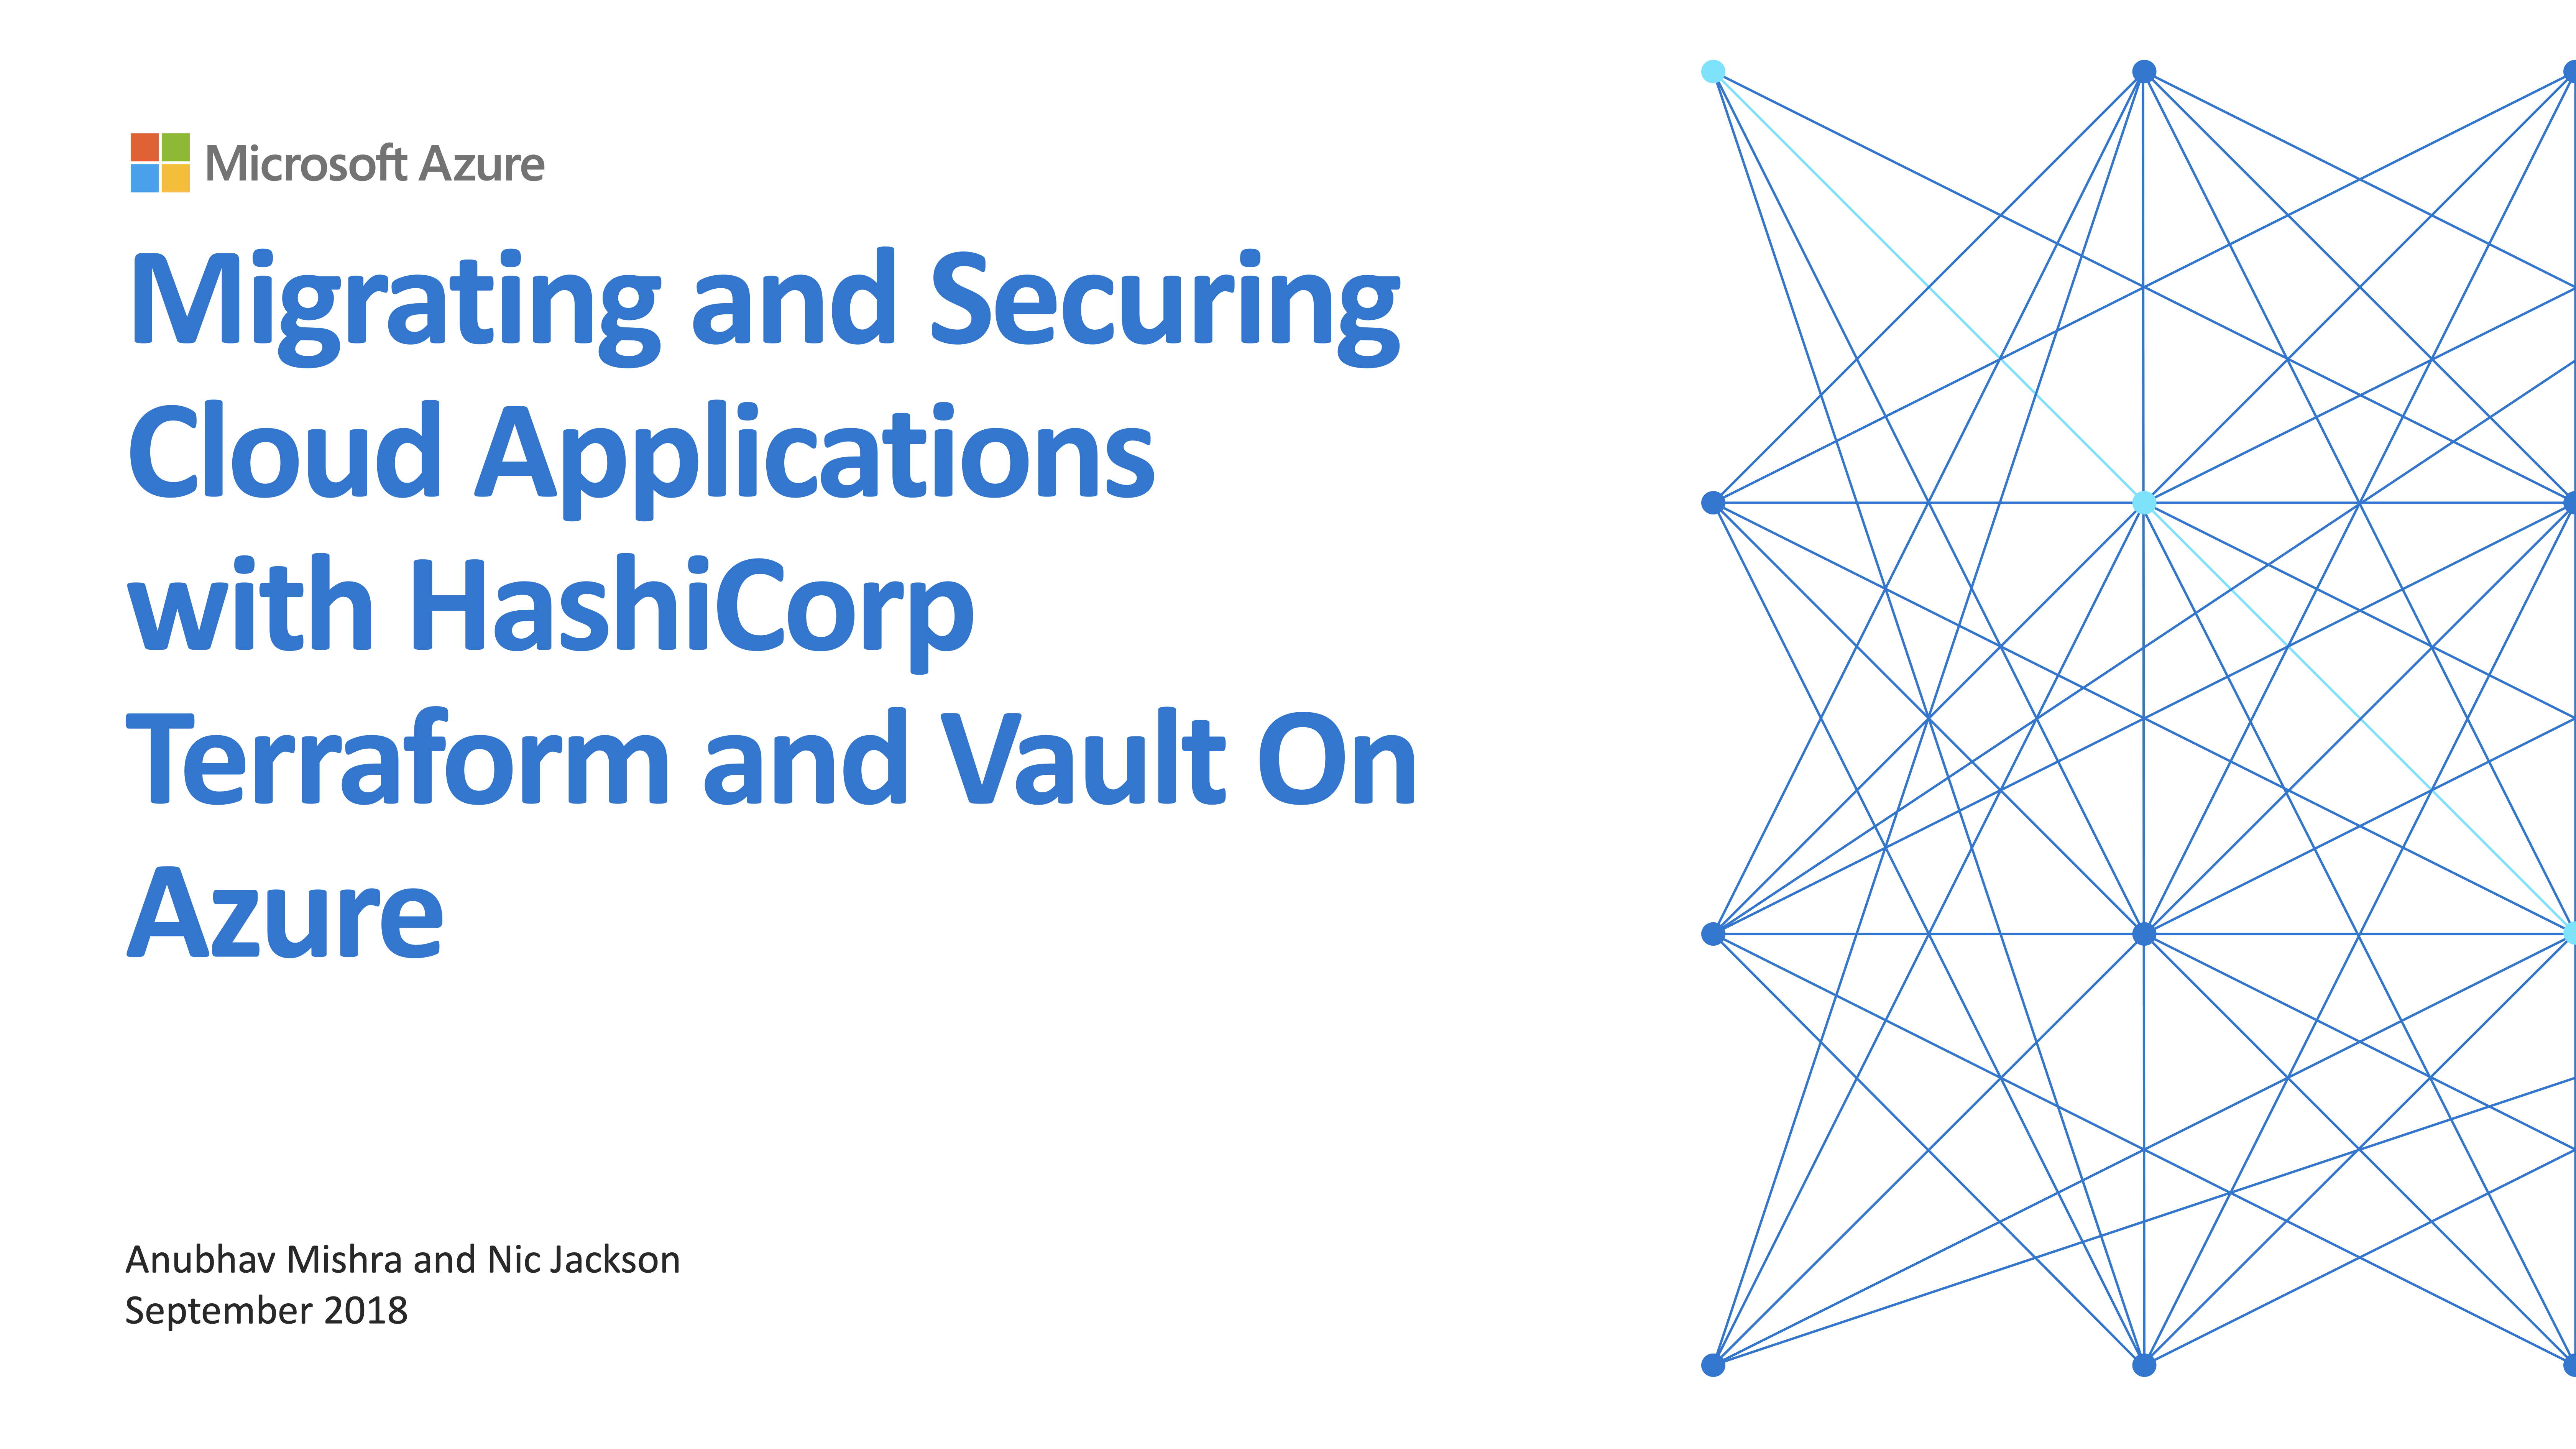 Microsoft Azure
Migrating and Securing
Cloud Applications
with HashiCorp
Terraform and Vault On
Azure
Anubhav Mishra and Nic Jackson
September 2018